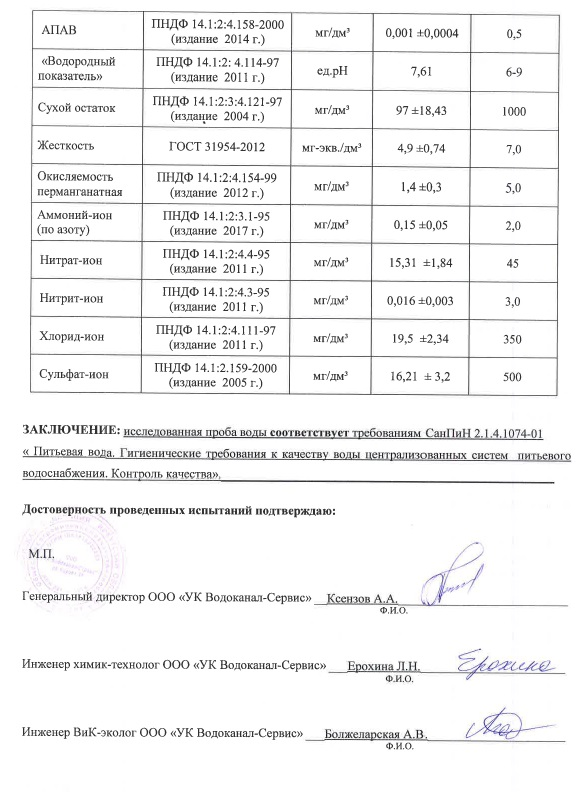 АПАВ ПНДФ 14.1:2:4.158-2000 (издание 2014 г.) мг/дм³ 0,001 ±0,0004 0,5
«Водородный показатель» ПНДФ 14.1:2: 4.114-97 (издание 2011 г.) ед.pH 7,61 6-9
Сухой остаток ПНДФ 14.1:2:3:4.121-97 (издание 2004 г.) мг/дм³ 97 ±18,43 1000
Жесткость ГОСТ 31954-2012 мг-экв./дм³ 4,9 ±0,74 7,0
Окисляемость перманганатная ПНДФ 14.1:2:4.154-99 (издание 2012 г.) мг/дм³ 1,4 ±0,3 5,0
Аммоний-ион (по азоту) ПНДФ 14.1:2:3.1-95 (издание 2017 г.) мг/дм³ 0,15 ±0,05 2,0
Нитрат-ион ПНДФ 14.1:2:4.4-95 (издание 2011 г.) мг/дм³ 15,31 ±1,84 45
Нитрит-ион ПНДФ 14.1:2:4.3-95 (издание 2011 г.) мг/дм³ 0,016 ±0,003 3,0
Хлорид-ион ПНДФ 14.1:2:4.111-97 (издание 2011 г.) мг/дм³ 19,5 ±2,34 350
Сульфат-ион ПНДФ 14.1:2.159-2000 (издание 2005 г.) мг/дм³ 16,21 ± 3,2 500
ЗАКЛЮЧЕНИЕ: исследованная проба воды соответствует требованиям СанПиН 2.1.4.1074-01
« Питьевая вода. Гигиенические требования к качеству воды централизованных систем питьевого
водоснабжения. Контроль качества».
Достоверность проведенных испытаний подтверждаю:
М.П.
Генеральный директор ООО «УК Водоканал-Сервис» Ксензов А.А.
Ф.И.О.
Инженер химик-технолог ООО «УК Водоканал-Сервис» Ерохина Л.Н. Ерохина
Ф.И.О.
Инженер ВиК-эколог ООО «УК Водоканал-Сервис» Болжеларская А.В.
Ф.И.О.